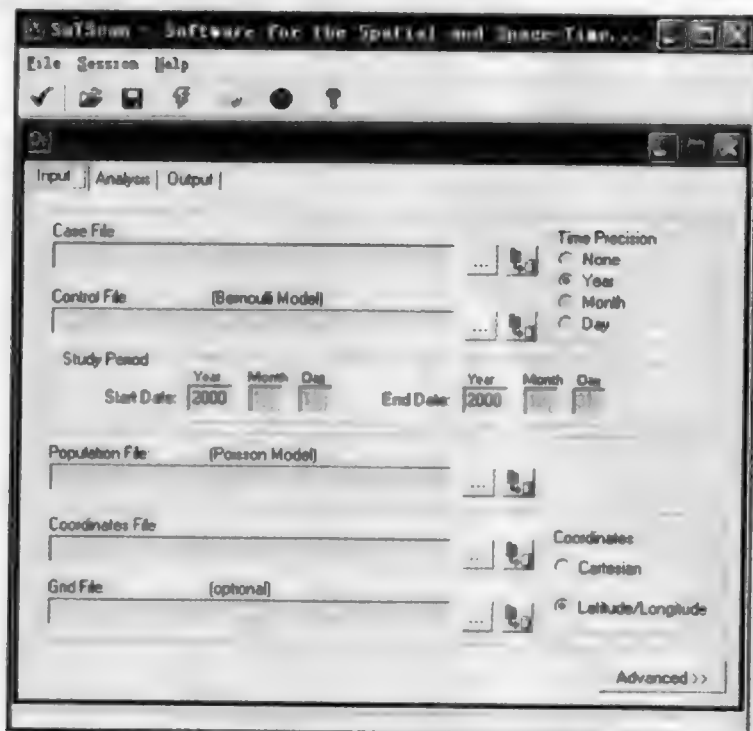 SaTScan - Software for the Spatial and Space-Time...
File Session Help
Input Analysis Output
Case File
Time Precision
None
Year
Month
Day
Control File (Bernoulli Model)
Study Period
Year Month Day Year Month Day
Start Date: 2000 End Date: 2000 31
Population File (Poisson Model)
Coordinates File
Coordinates
Cartesian
Grid File (optional)
Latitude/Longitude
Advanced >>